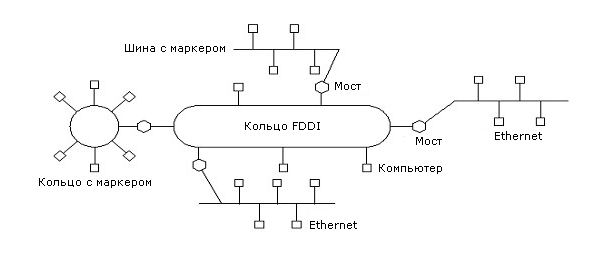 Шина с маркером
Мост
Кольцо FDDI
Мост
Ethernet
Компьютер
Кольцо с маркером
Ethernet